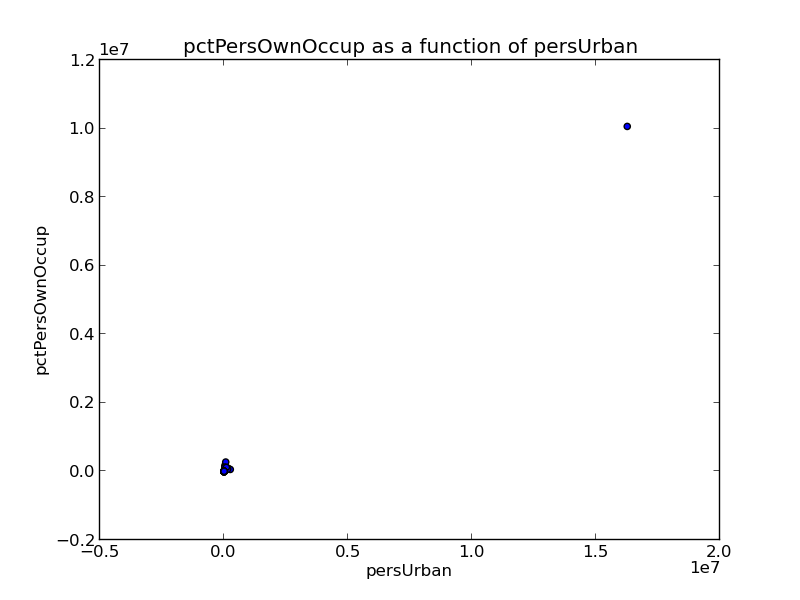 pctPersOwnOccup as a function of persUrban
1e7
1.2
1.0
0.8
0.6
0.4
0.2
0.0
−0.2
pctPersOwnOccup
−0.5 0.0 0.5 1.0 1.5 2.0
1e7
persUrban